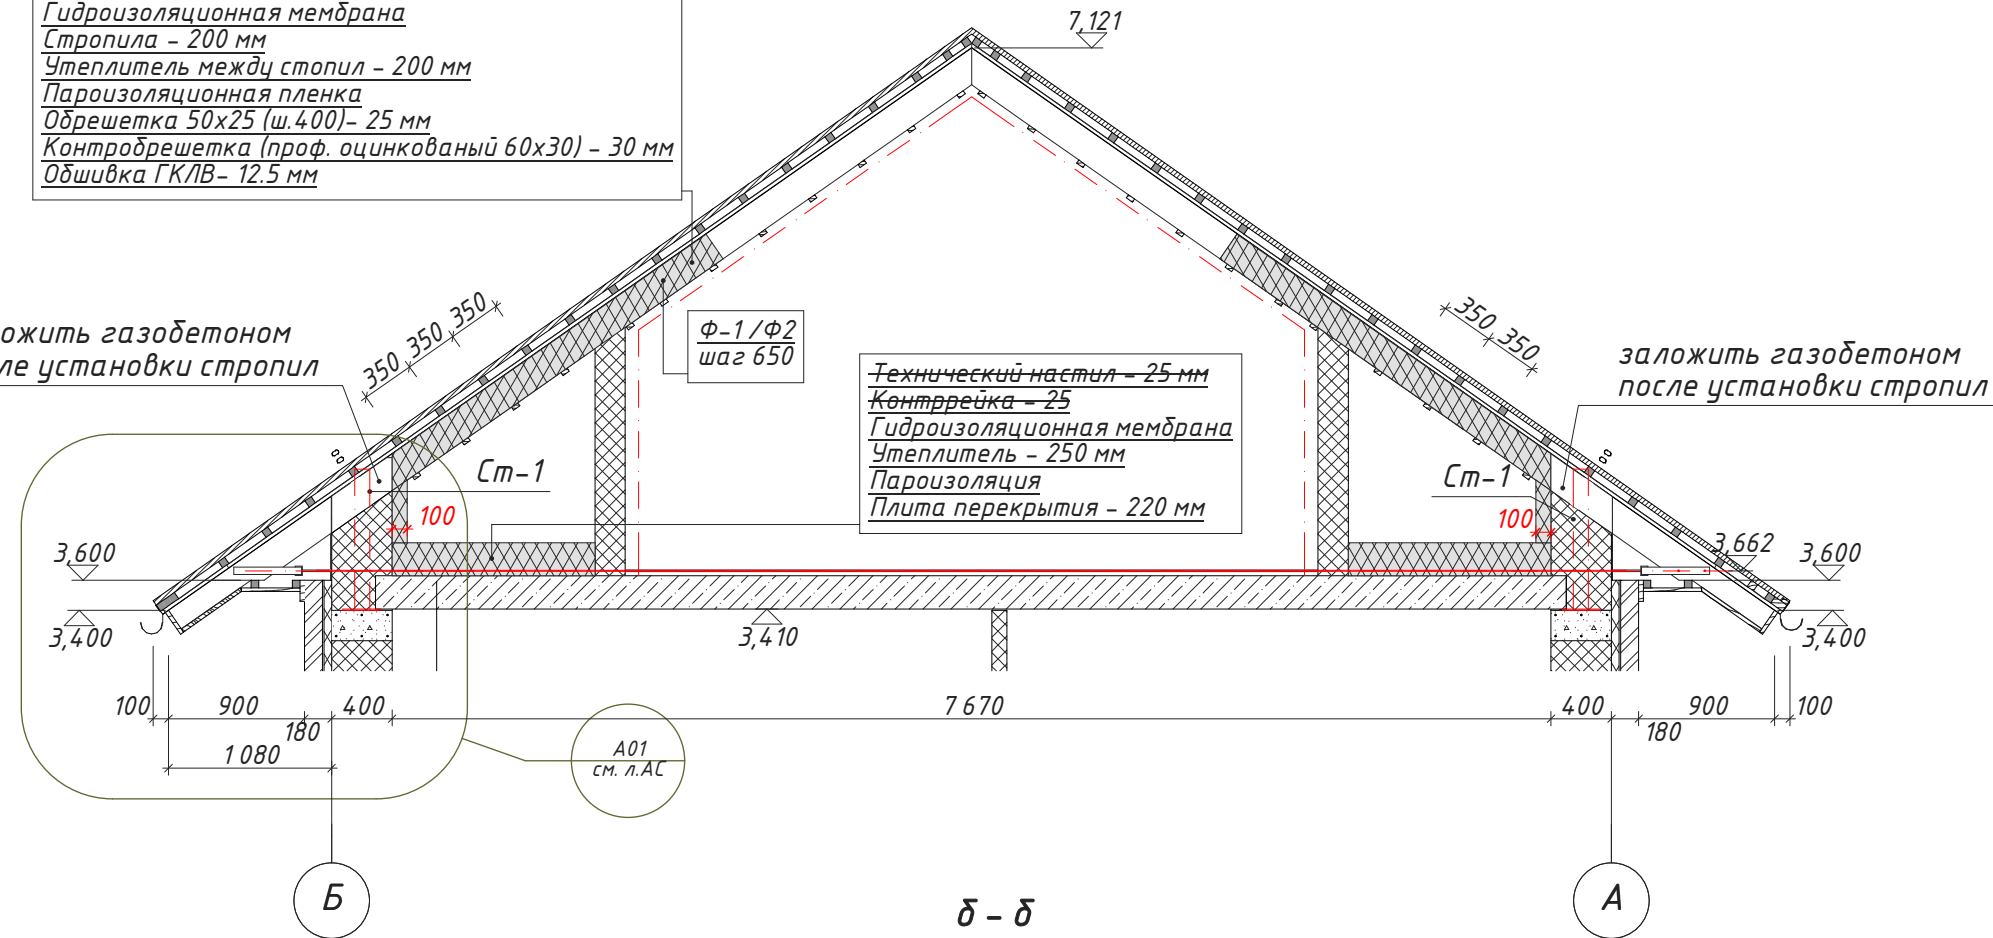 Гидроизоляционная мембрана
Стропила - 200 мм
Утеплитель между стопил - 200 мм
Пароизоляционная пленка
Обрешетка 50х25 (ш.400)- 25 мм
Контробрешетка (проф. оцинкованый 60х30) - 30 мм
Обшивка ГКЛВ- 12.5 мм
7,121
350 350 350
ожить газобетоном
ле установки стропил
Ф-1 /Ф2
шаг 650
Технический настил - 25 мм
Контррейка - 25
Гидроизоляционная мембрана
Утеплитель - 250 мм
Пароизоляция
Плита перекрытия - 220 мм
350 350
заложить газобетоном
после установки стропил
Ст-1
Ст-1
100
100
3,600
3,400
3,410
3,662
3,600
3,400
100 900 180 400 7 670 400 180 900 100
1 080
А01
см. л.АС
Б
А
б - б